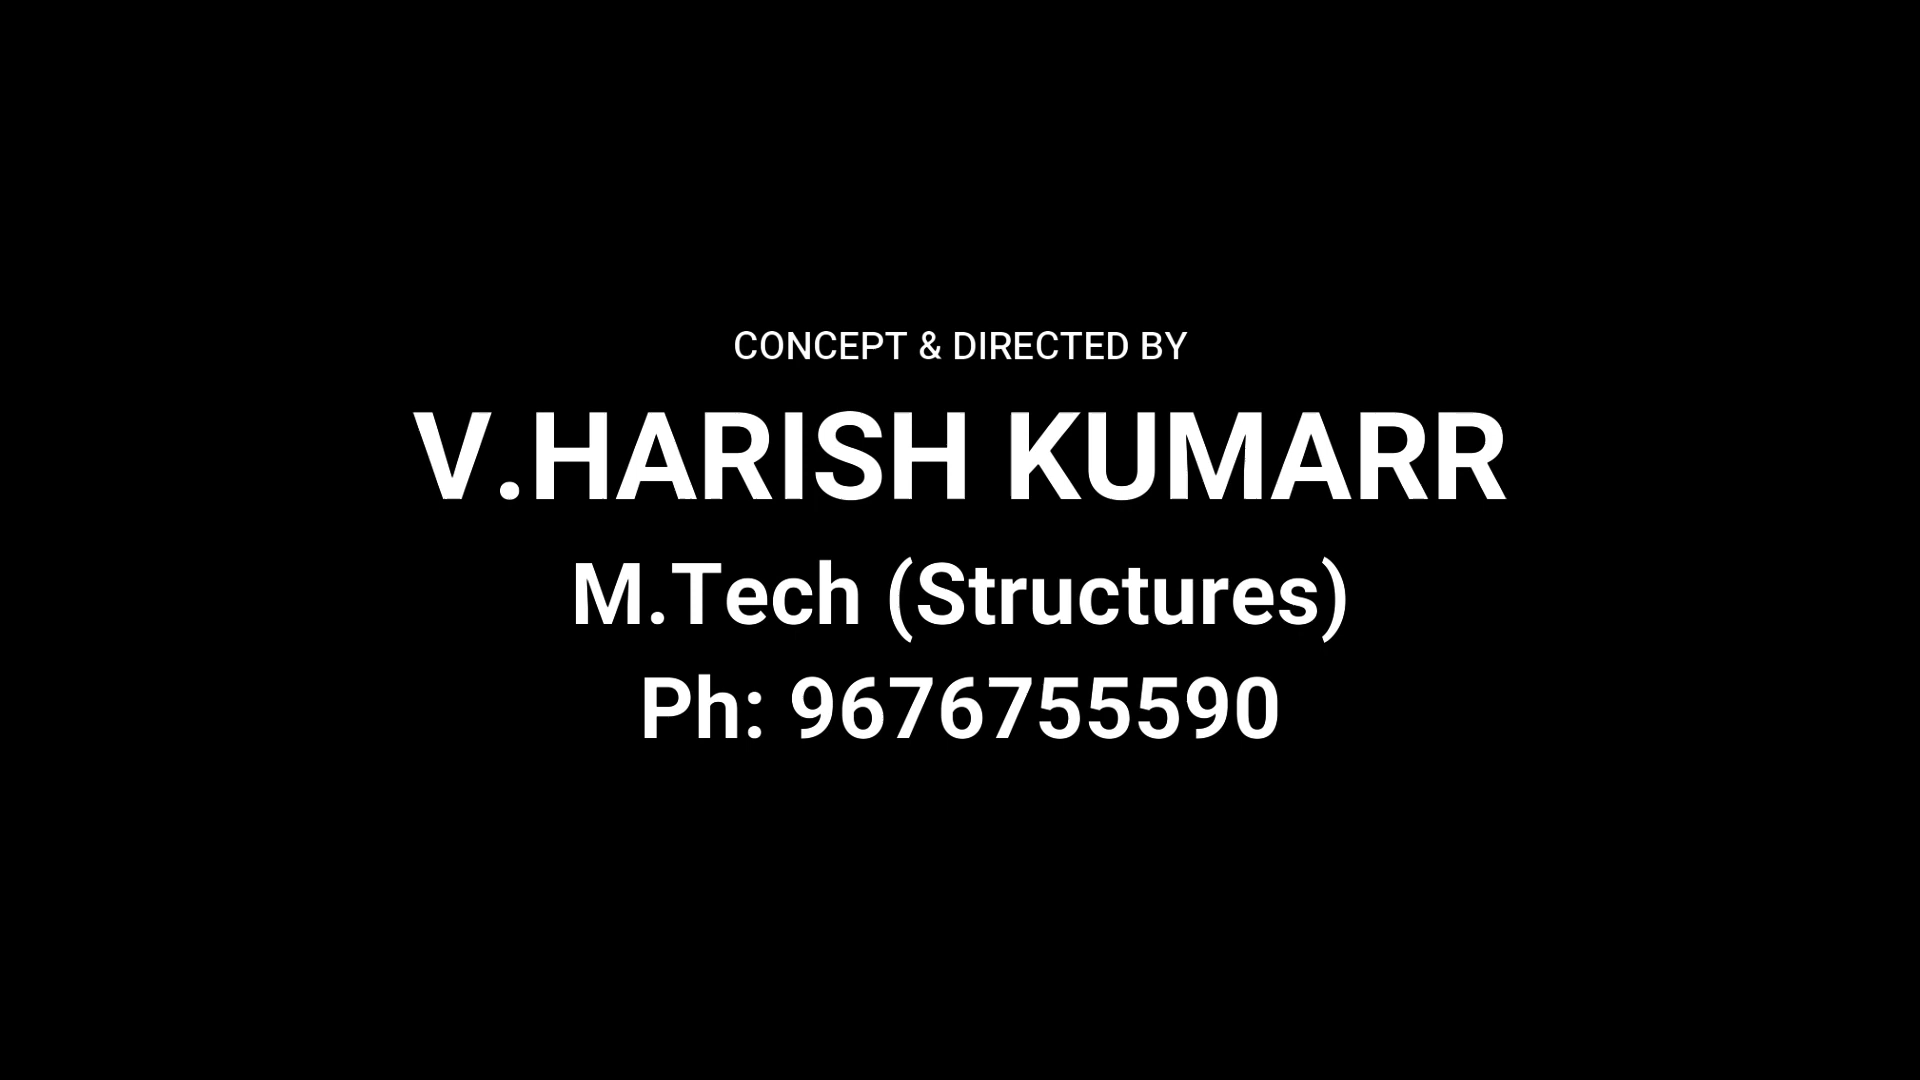 CONCEPT & DIRECTED BY
V.HARISH KUMARR
M.Tech (Structures)
Ph: 9676755590